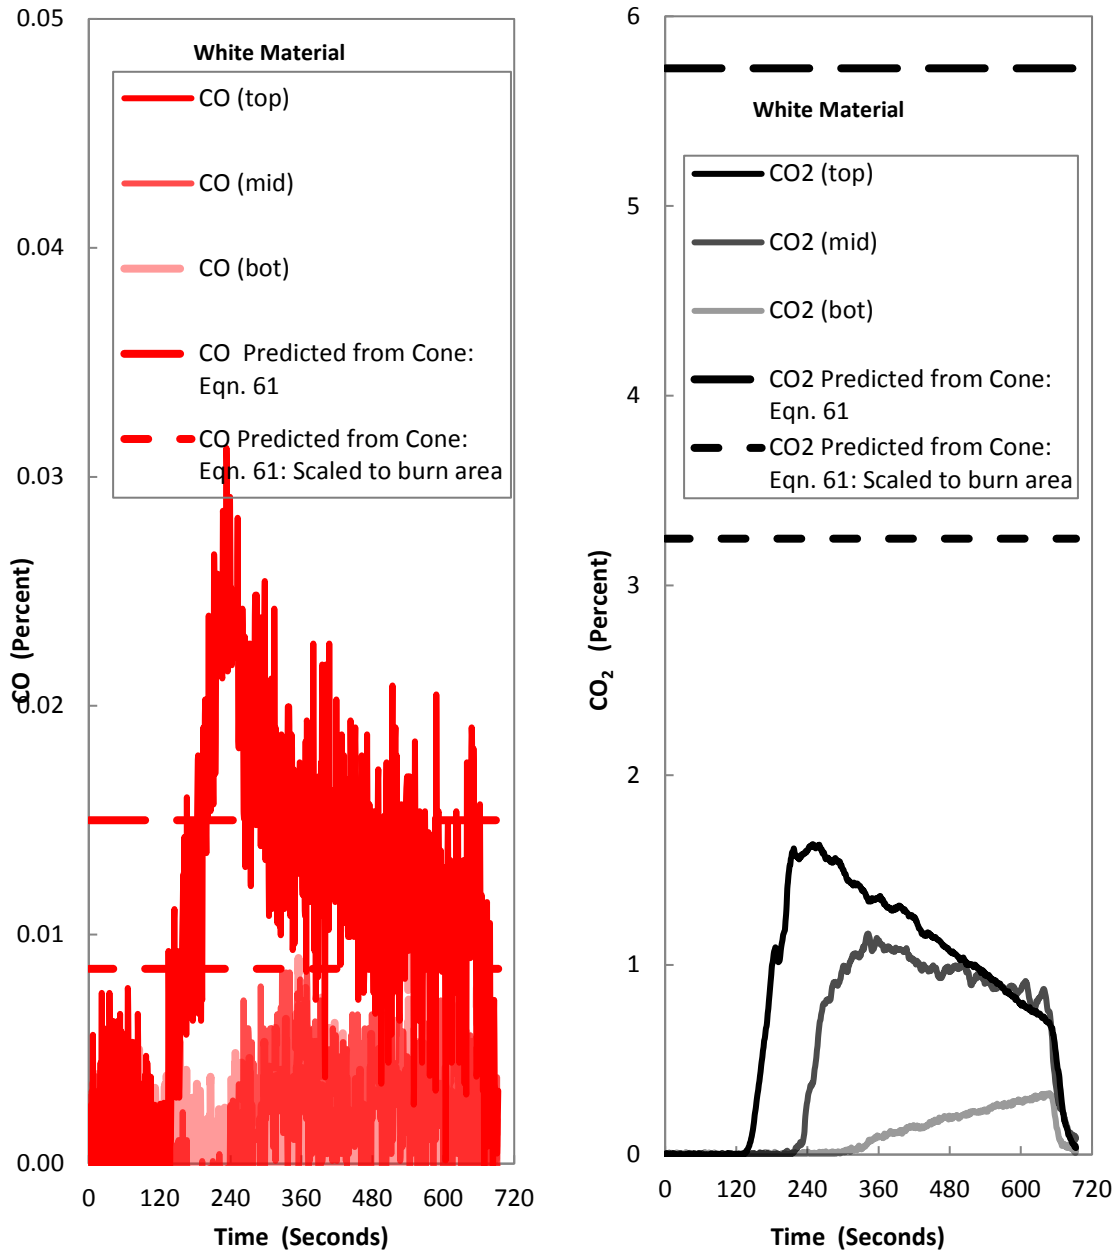 White Material
CO (top)
CO (mid)
CO (bot)
CO  Predicted from Cone:
Eqn. 61
CO Predicted from Cone:
Eqn. 61: Scaled to burn area
0.05
0.04
0.03
0.02
0.01
0.00
CO  (Percent)
0 120 240 360 480 600 720
Time  (Seconds)
White Material
CO2 (top)
CO2 (mid)
CO2 (bot)
CO2 Predicted from Cone:
Eqn. 61
CO2 Predicted from Cone:
Eqn. 61: Scaled to burn area
6
5
4
3
2
1
0
CO₂  (Percent)
0 120 240 360 480 600 720
Time  (Seconds)